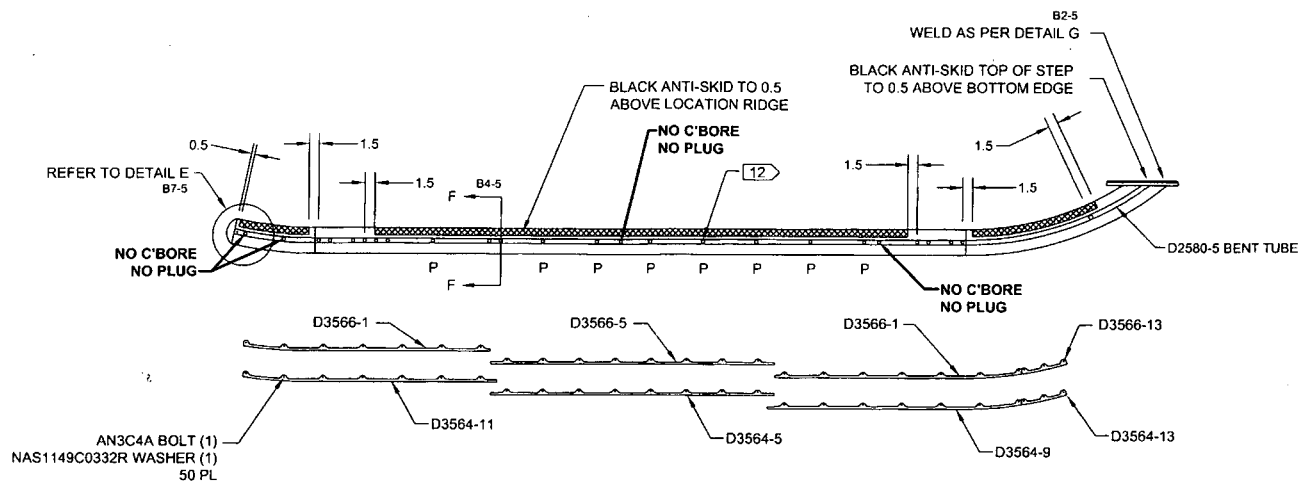 B2-5
WELD AS PER DETAIL G
BLACK ANTI-SKID TOP OF STEP
TO 0.5 ABOVE BOTTOM EDGE
BLACK ANTI-SKID TO 0.5
ABOVE LOCATION RIDGE
NO C'BORE
NO PLUG
0.5
1.5
1.5
1.5
1.5
1.5
REFER TO DETAIL E
B7-5
F
B4-5
12
D2580-5 BENT TUBE
NO C'BORE
NO PLUG
P
F
P
P
P
P
P
P
NO C'BORE
NO PLUG
D3566-1
D3566-5
D3566-1
D3566-13
D3564-11
D3564-5
D3564-9
D3564-13
AN3C4A BOLT (1)
NAS1149C0332R WASHER (1)
50 PL